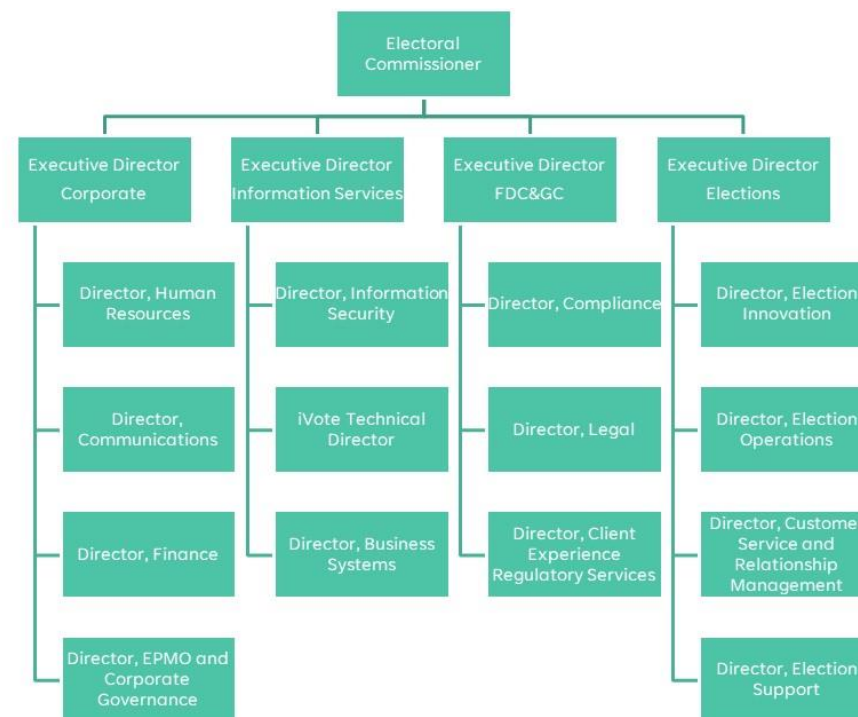 Electoral
Commissioner
Executive Director
Corporate
Executive Director
Information Services
Executive Director
FDC&GC
Executive Director
Elections
Director, Human
Resources
Director,
Communications
Director, Finance
Director, EPMO and
Corporate
Governance
Director, Information
Security
iVote Technical
Director
Director, Business
Systems
Director, Compliance
Director, Legal
Director, Client
Experience
Regulatory Services
Director, Election
Innovation
Director, Election
Operations
Director, Customer
Service and
Relationship
Management
Director, Election
Support